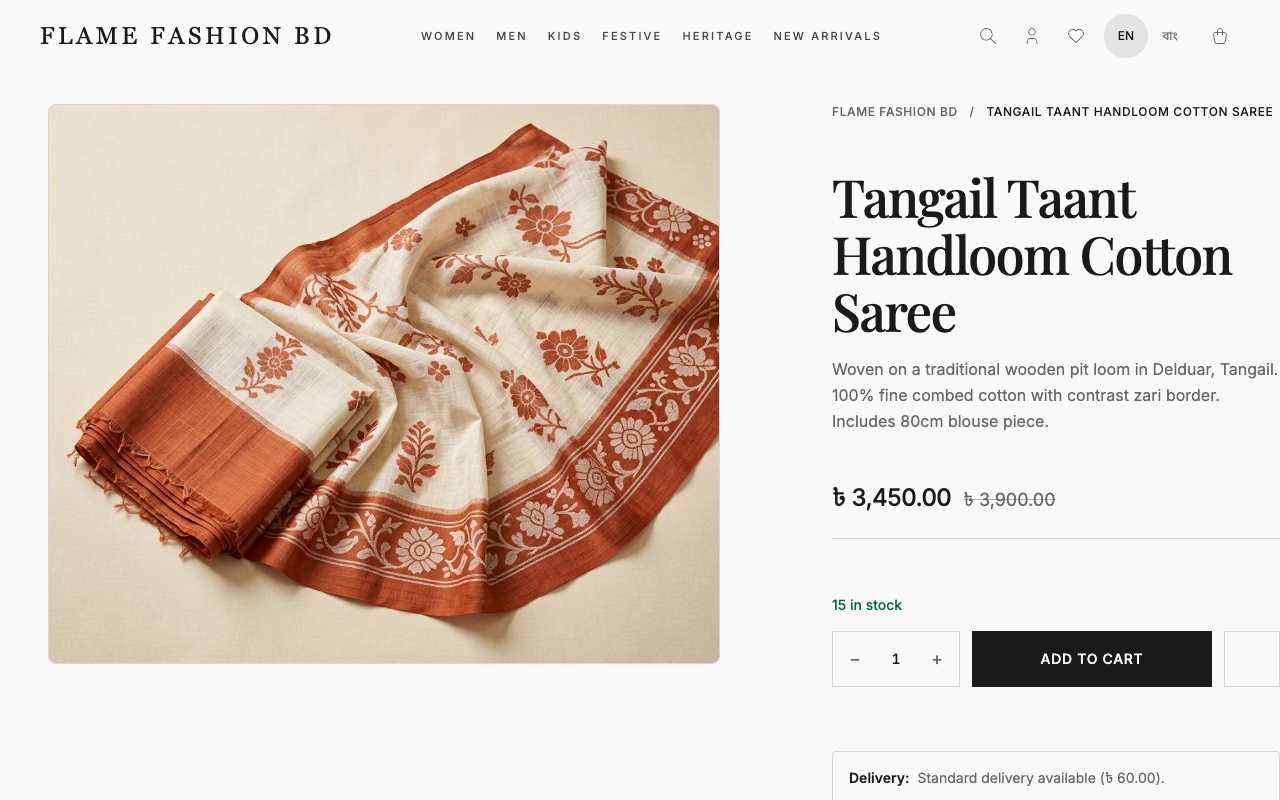 FLAME FASHION BD
WOMEN MEN KIDS FESTIVE HERITAGE NEW ARRIVALS
EN বাং
FLAME FASHION BD / TANGAIL TAANT HANDLOOM COTTON SAREE
Tangail Taant
Handloom Cotton
Saree
Woven on a traditional wooden pit loom in Delduar, Tangail.
100% fine combed cotton with contrast zari border.
Includes 80cm blouse piece.
৳ 3,450.00 ৳ 3,900.00
15 in stock
− 1 +
ADD TO CART
Delivery: Standard delivery available (৳ 60.00).